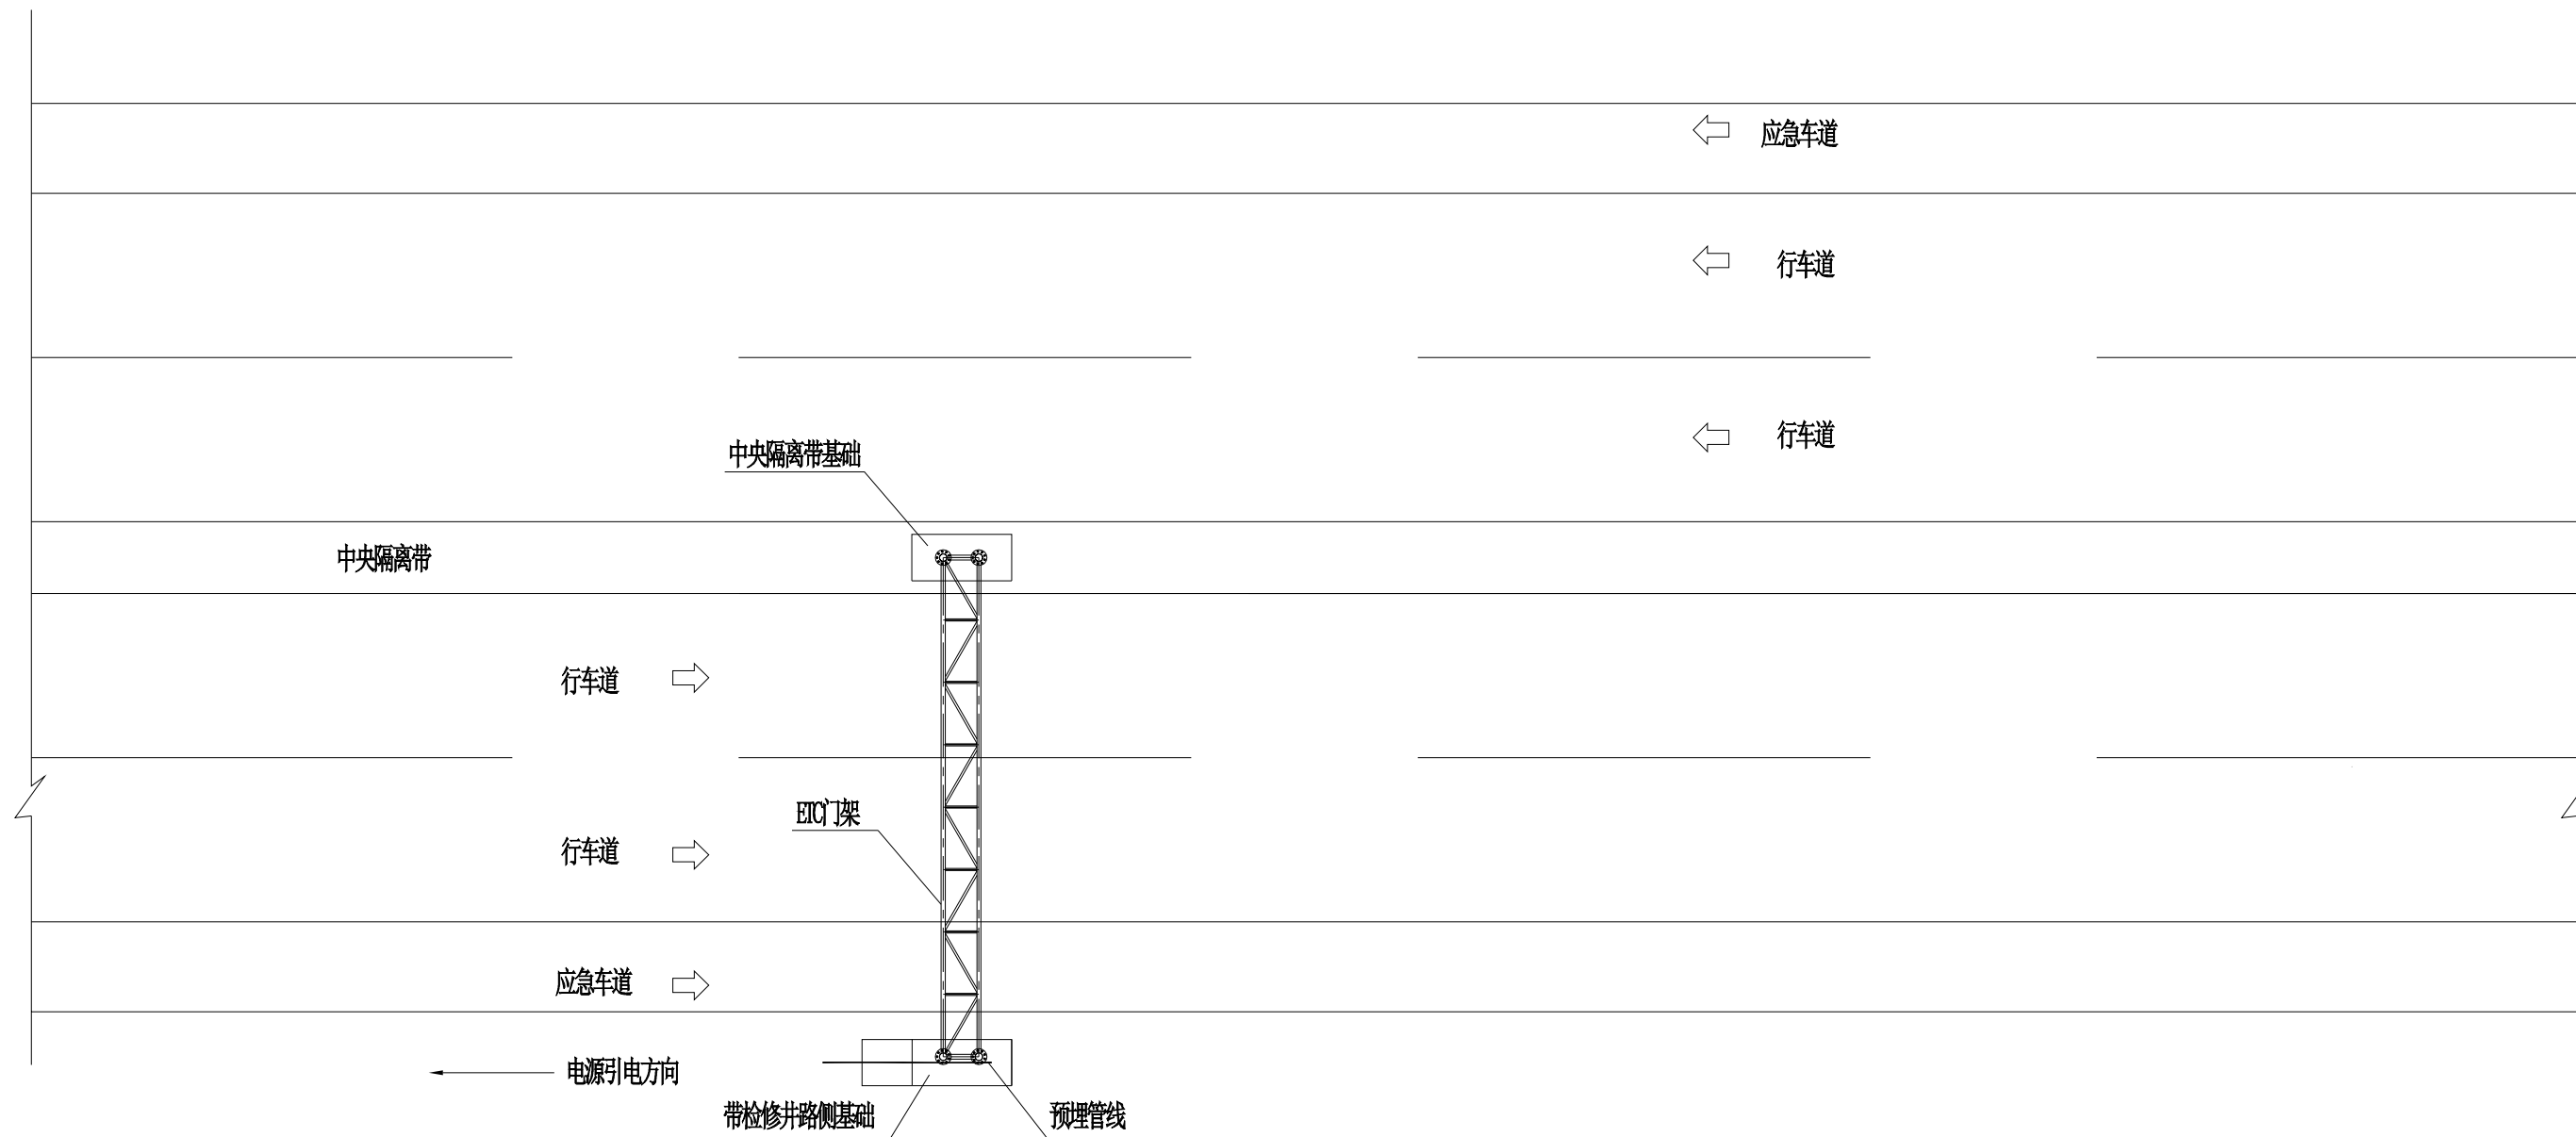 应急车道
行车道
行车道
中央隔离带基础
中央隔离带
行车道
ETC门架
行车道
应急车道
电源引电方向
带检修井路侧基础
预埋管线